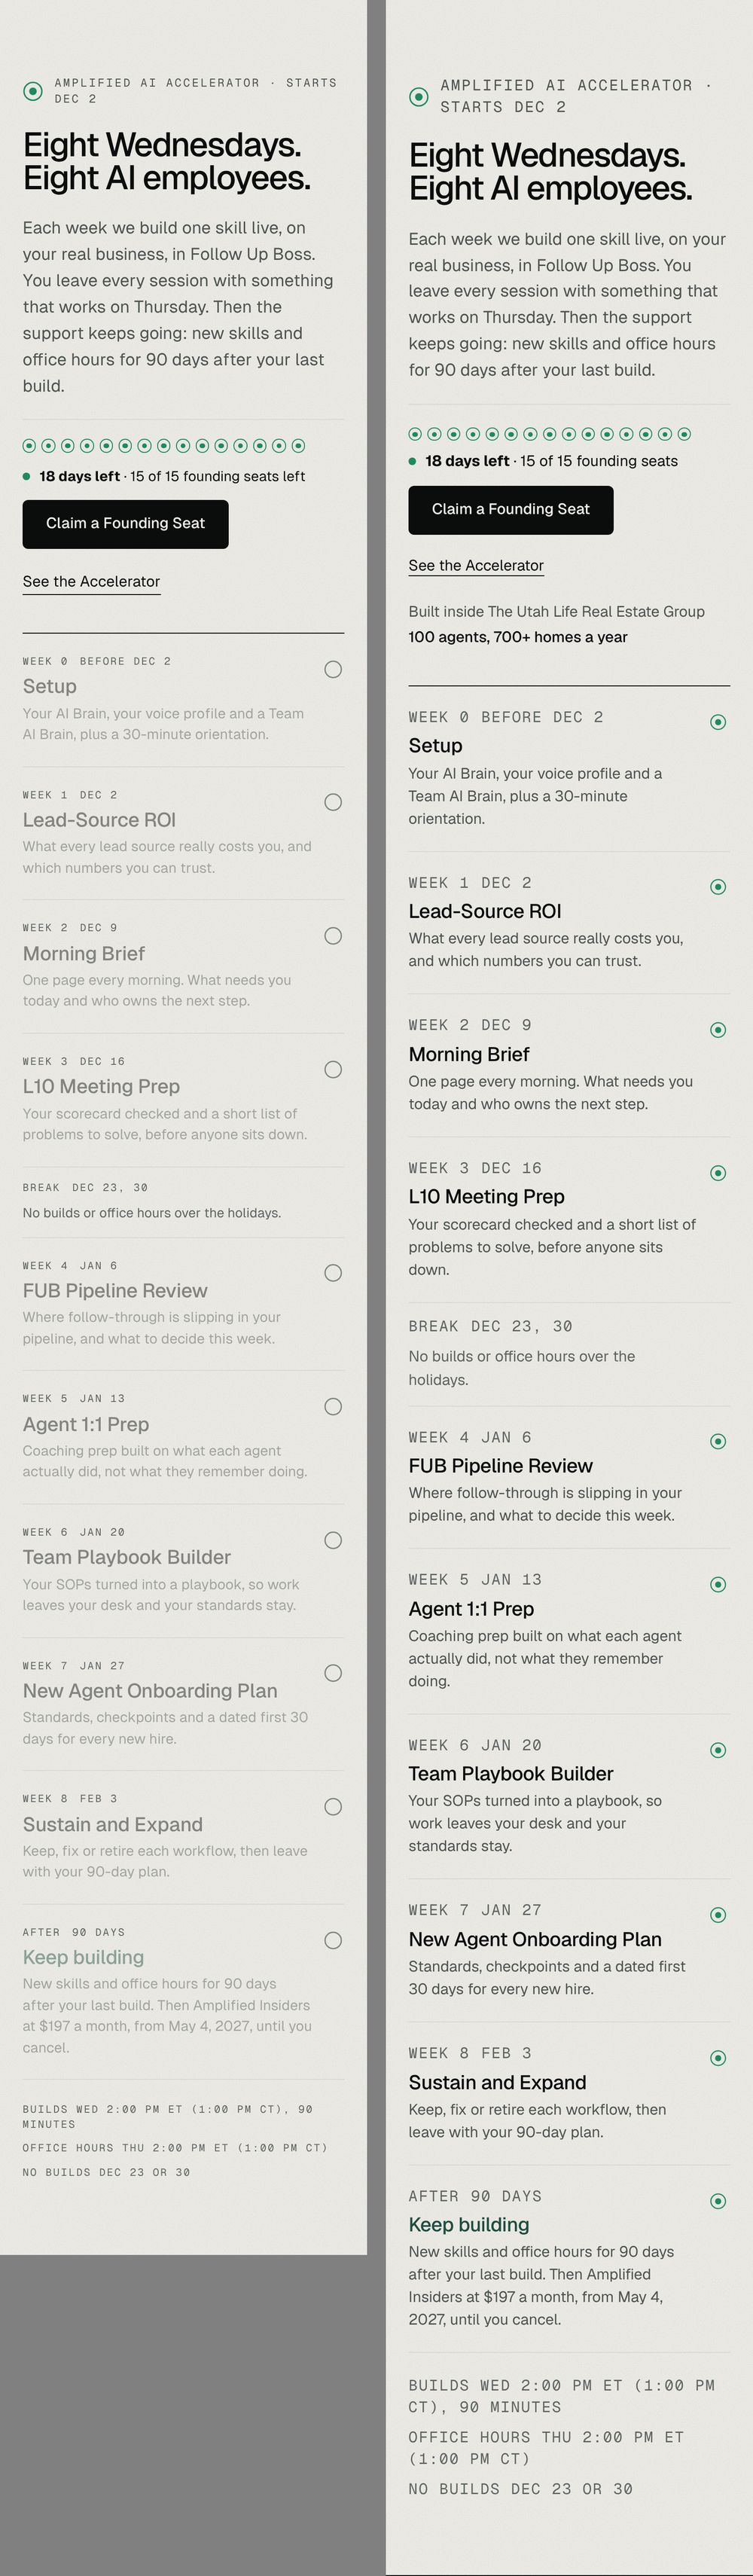 AMPLIFIED AI ACCELERATOR · STARTS
DEC 2
Eight Wednesdays.
Eight AI employees.
Each week we build one skill live, on
your real business, in Follow Up Boss.
You leave every session with something
that works on Thursday. Then the
support keeps going: new skills and
office hours for 90 days after your last
build.
18 days left · 15 of 15 founding seats left
Claim a Founding Seat
See the Accelerator
WEEK 0 BEFORE DEC 2
Setup
Your AI Brain, your voice profile and a Team
AI Brain, plus a 30-minute orientation.
WEEK 1 DEC 2
Lead-Source ROI
What every lead source really costs you, and
which numbers you can trust.
WEEK 2 DEC 9
Morning Brief
One page every morning. What needs you
today and who owns the next step.
WEEK 3 DEC 16
L10 Meeting Prep
Your scorecard checked and a short list of
problems to solve, before anyone sits down.
BREAK DEC 23, 30
No builds or office hours over the holidays.
WEEK 4 JAN 6
FUB Pipeline Review
Where follow-through is slipping in your
pipeline, and what to decide this week.
WEEK 5 JAN 13
Agent 1:1 Prep
Coaching prep built on what each agent
actually did, not what they remember doing.
WEEK 6 JAN 20
Team Playbook Builder
Your SOPs turned into a playbook, so work
leaves your desk and your standards stay.
WEEK 7 JAN 27
New Agent Onboarding Plan
Standards, checkpoints and a dated first 30
days for every new hire.
WEEK 8 FEB 3
Sustain and Expand
Keep, fix or retire each workflow, then leave
with your 90-day plan.
AFTER 90 DAYS
Keep building
New skills and office hours for 90 days
after your last build. Then Amplified Insiders
at $197 a month, from May 4, 2027, until you
cancel.
BUILDS WED 2:00 PM ET (1:00 PM CT), 90
MINUTES
OFFICE HOURS THU 2:00 PM ET (1:00 PM CT)
NO BUILDS DEC 23 OR 30
AMPLIFIED AI ACCELERATOR ·
STARTS DEC 2
Eight Wednesdays.
Eight AI employees.
Each week we build one skill live, on your
real business, in Follow Up Boss. You
leave every session with something that
works on Thursday. Then the support
keeps going: new skills and office hours
for 90 days after your last build.
18 days left · 15 of 15 founding seats
Claim a Founding Seat
See the Accelerator
Built inside The Utah Life Real Estate Group
100 agents, 700+ homes a year
WEEK 0 BEFORE DEC 2
Setup
Your AI Brain, your voice profile and a
Team AI Brain, plus a 30-minute
orientation.
WEEK 1 DEC 2
Lead-Source ROI
What every lead source really costs you,
and which numbers you can trust.
WEEK 2 DEC 9
Morning Brief
One page every morning. What needs you
today and who owns the next step.
WEEK 3 DEC 16
L10 Meeting Prep
Your scorecard checked and a short list of
problems to solve, before anyone sits
down.
BREAK DEC 23, 30
No builds or office hours over the
holidays.
WEEK 4 JAN 6
FUB Pipeline Review
Where follow-through is slipping in your
pipeline, and what to decide this week.
WEEK 5 JAN 13
Agent 1:1 Prep
Coaching prep built on what each agent
actually did, not what they remember
doing.
WEEK 6 JAN 20
Team Playbook Builder
Your SOPs turned into a playbook, so
work leaves your desk and your
standards stay.
WEEK 7 JAN 27
New Agent Onboarding Plan
Standards, checkpoints and a dated first
30 days for every new hire.
WEEK 8 FEB 3
Sustain and Expand
Keep, fix or retire each workflow, then
leave with your 90-day plan.
AFTER 90 DAYS
Keep building
New skills and office hours for 90 days
after your last build. Then Amplified
Insiders at $197 a month, from May 4,
2027, until you cancel.
BUILDS WED 2:00 PM ET (1:00 PM
CT), 90 MINUTES
OFFICE HOURS THU 2:00 PM ET
(1:00 PM CT)
NO BUILDS DEC 23 OR 30